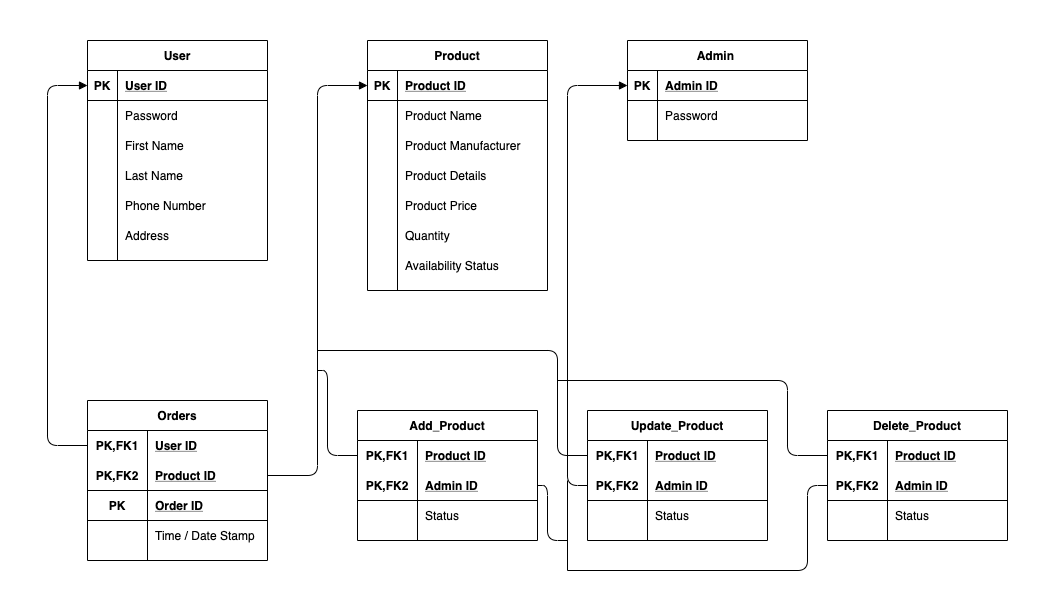 User
PK User ID
Password
First Name
Last Name
Phone Number
Address
Product
PK Product ID
Product Name
Product Manufacturer
Product Details
Product Price
Quantity
Availability Status
Admin
PK Admin ID
Password
Orders
PK,FK1 User ID
PK,FK2 Product ID
PK Order ID
Time / Date Stamp
Add_Product
PK,FK1 Product ID
PK,FK2 Admin ID
Status
Update_Product
PK,FK1 Product ID
PK,FK2 Admin ID
Status
Delete_Product
PK,FK1 Product ID
PK,FK2 Admin ID
Status